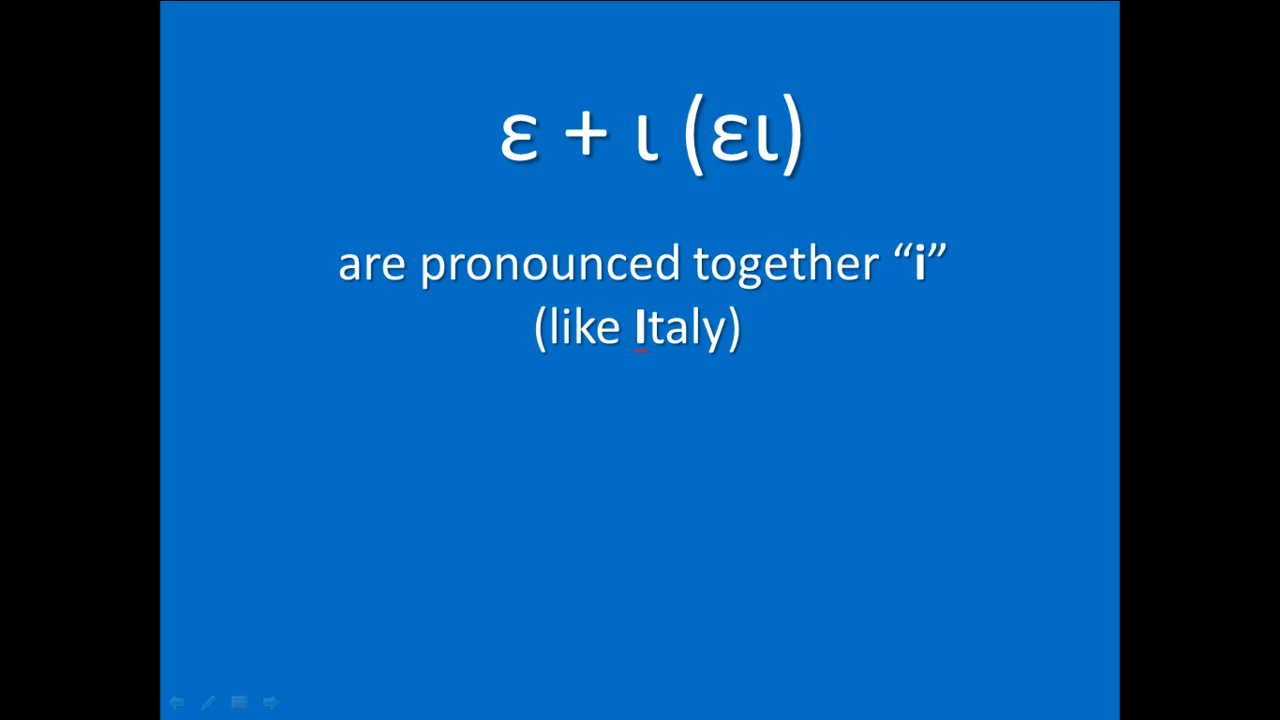 ε + ι (ει)
are pronounced together “i”
(like Italy)